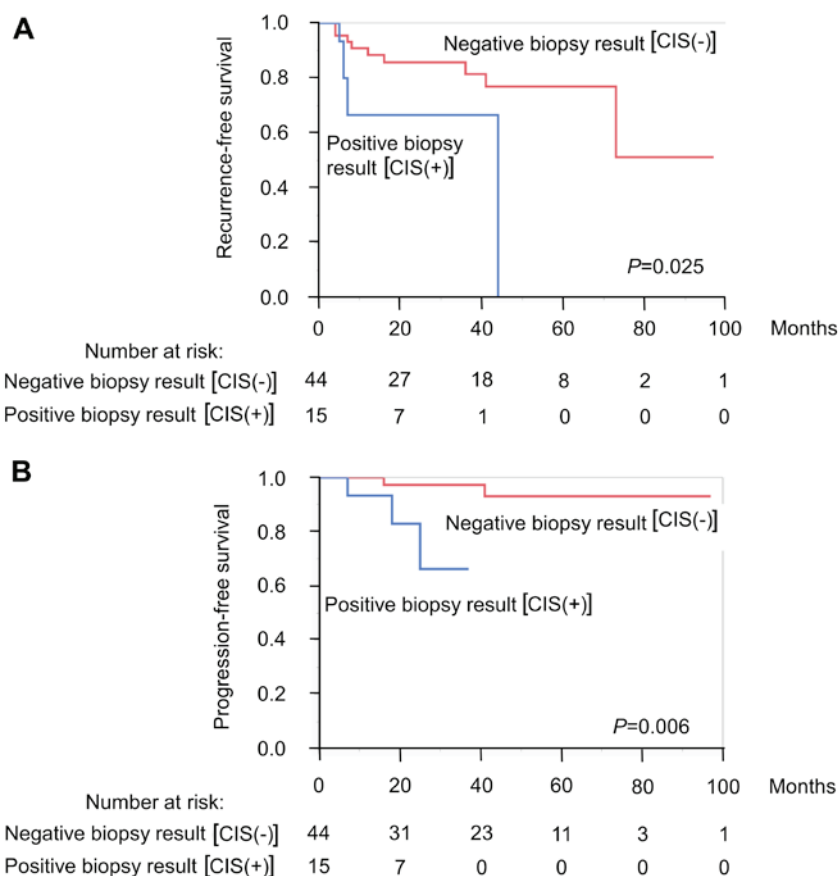 A
Recurrence-free survival
1.0
0.8
0.6
0.4
0.2
0.0
Negative biopsy result [CIS(-)]
Positive biopsy
result [CIS(+)]
P=0.025
0 20 40 60 80 100 Months
Number at risk:
Negative biopsy result [CIS(-)] 44 27 18 8 2 1
Positive biopsy result [CIS(+)] 15 7 1 0 0 0
B
Progression-free survival
1.0
0.8
0.6
0.4
0.2
0.0
Negative biopsy result [CIS(-)]
Positive biopsy result [CIS(+)]
P=0.006
0 20 40 60 80 100 Months
Number at risk:
Negative biopsy result [CIS(-)] 44 31 23 11 3 1
Positive biopsy result [CIS(+)] 15 7 0 0 0 0